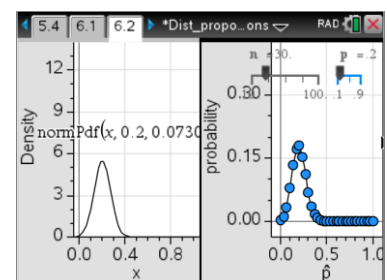 5.4 6.1 6.2 *Dist_propo...ons RAD
12
9
6
3
0
Density
normPdf(x, 0.2, 0.0730
0.0 0.4 0.8
x
n =30. p =.2
100. .1 .9
0.30
0.15
0.00
probability
0.0 0.5 1.0
p̂